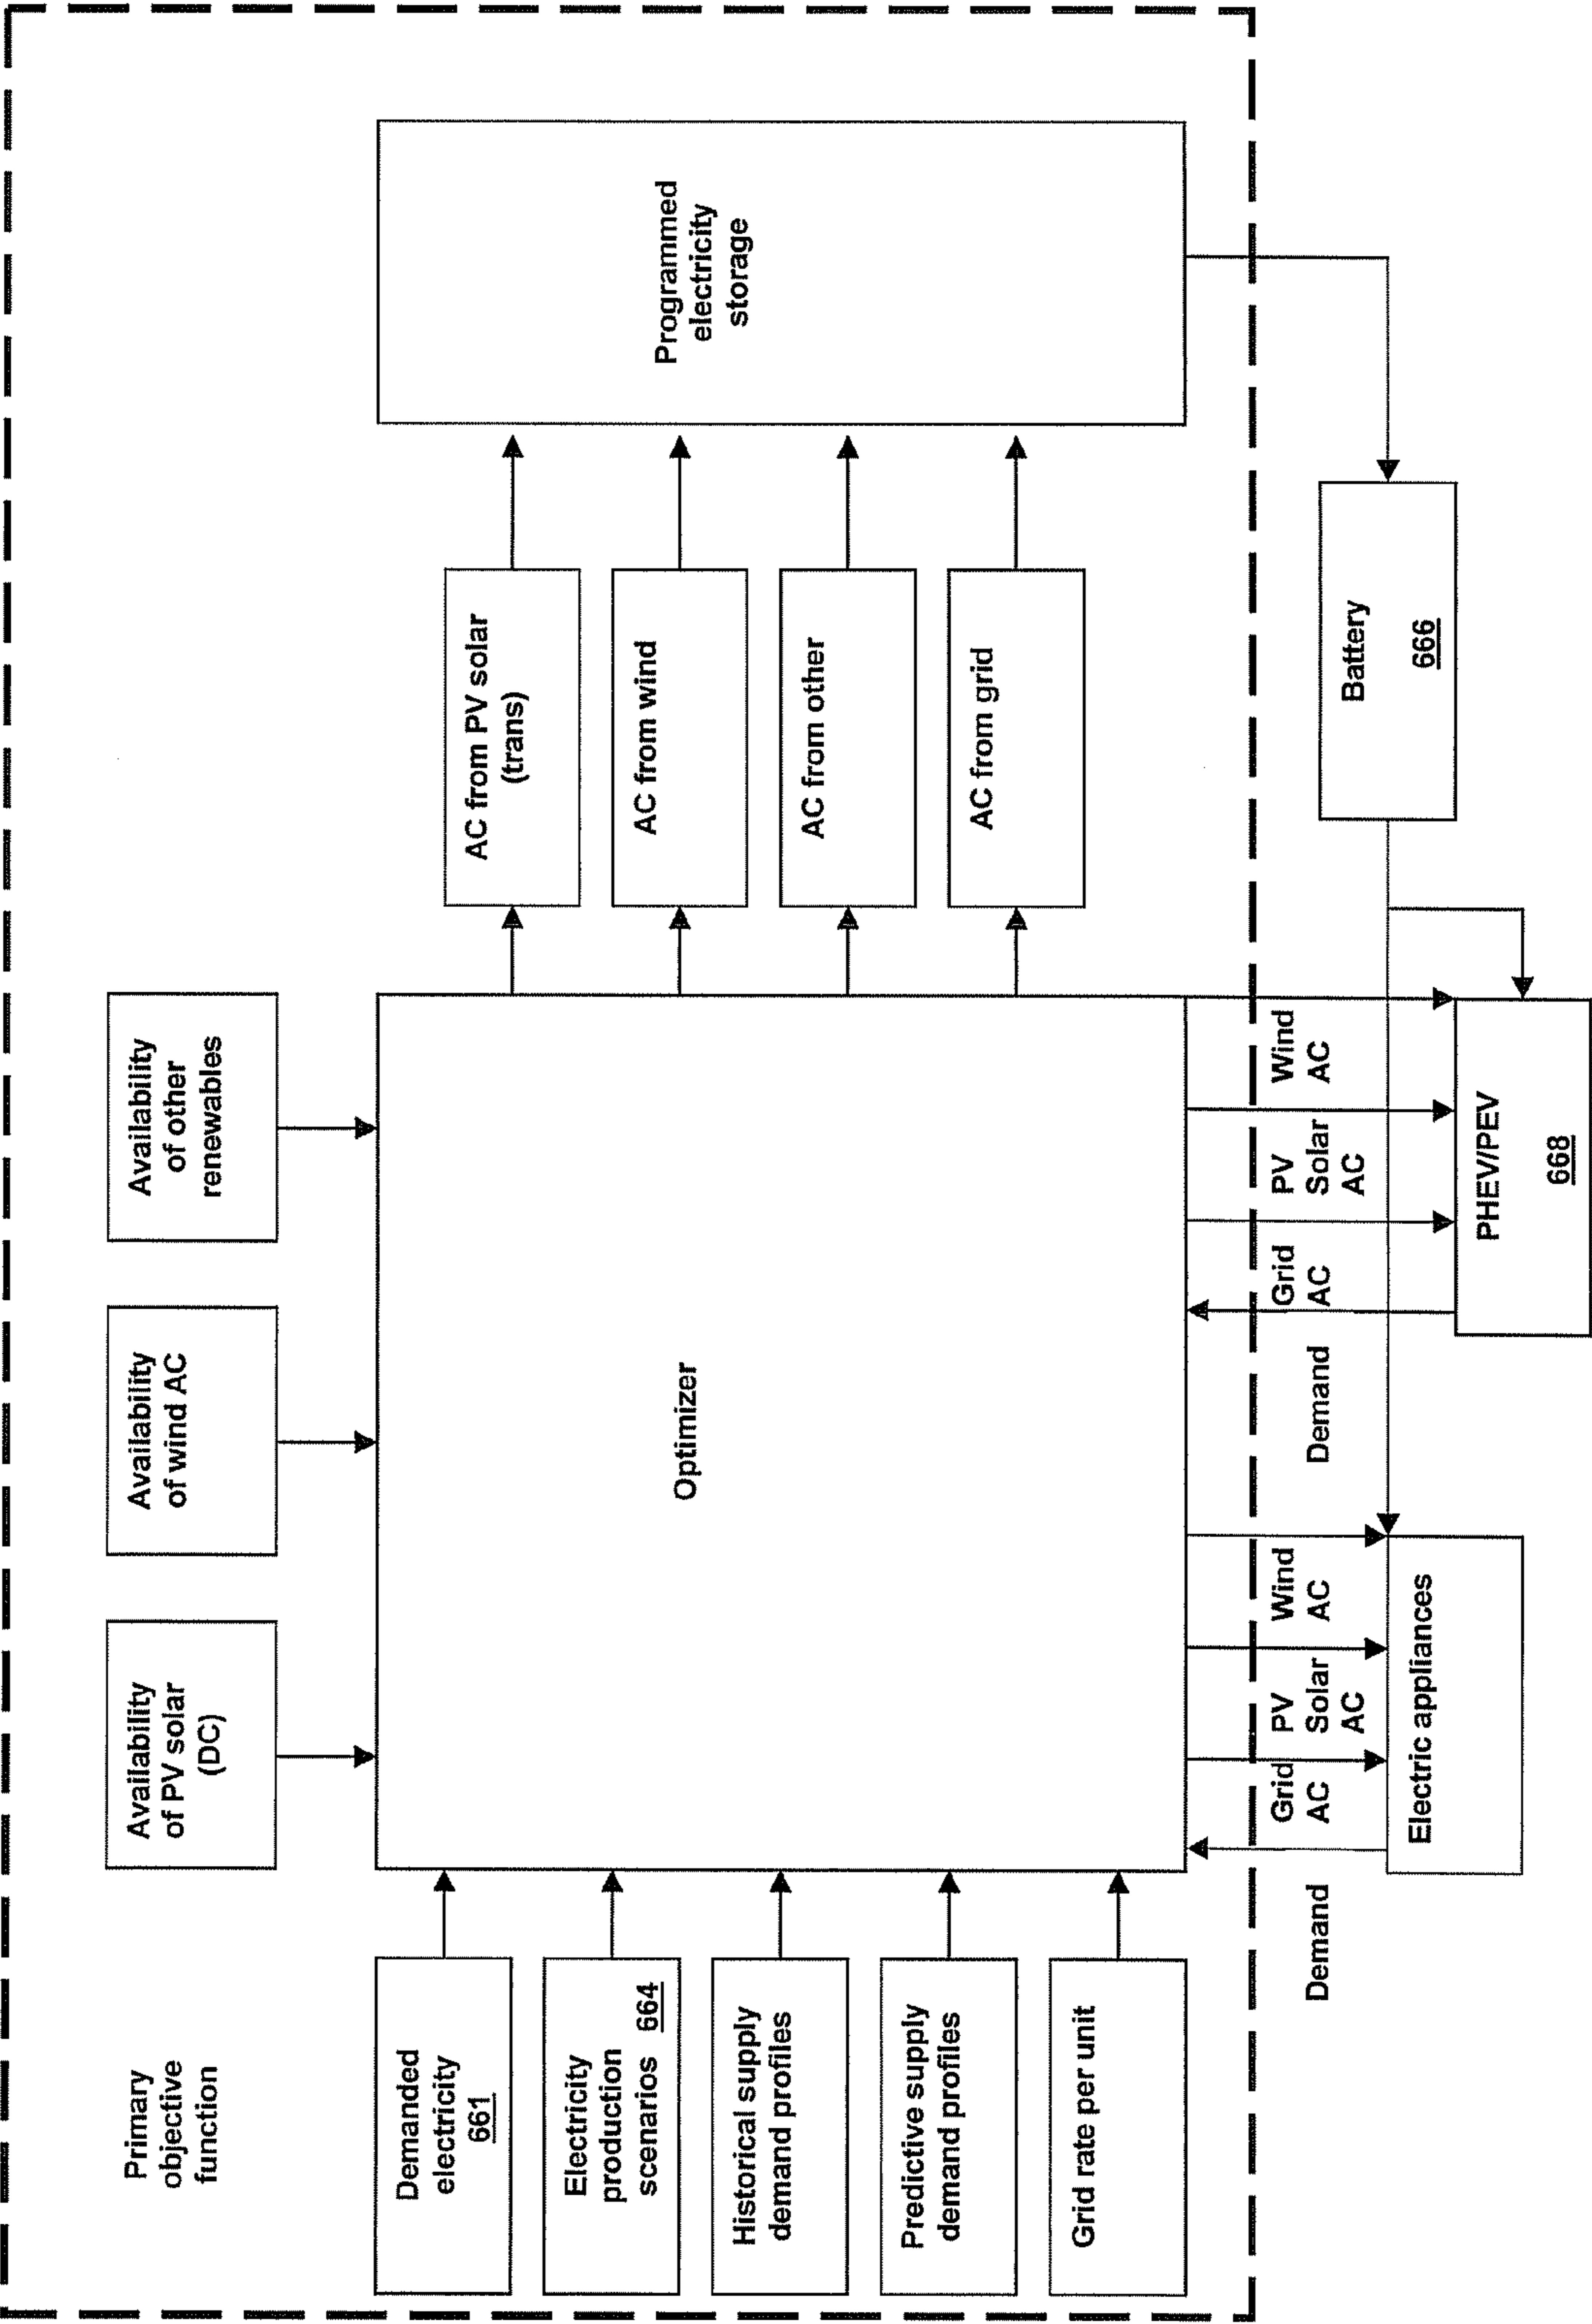 Primary
objective
function
Availability
of PV solar
(DC)
Availability
of wind AC
Availability
of other
renewables
Demanded
electricity
661
Electricity
production
scenarios 664
Historical supply
demand profiles
Predictive supply
demand profiles
Grid rate per unit
Optimizer
AC from PV solar
(trans)
AC from wind
AC from other
AC from grid
Programmed
electricity
storage
Demand
Grid
AC
PV
Solar
AC
Wind
AC
Demand
Grid
AC
PV
Solar
AC
Wind
AC
Electric appliances
PHEV/PEV
668
Battery
666